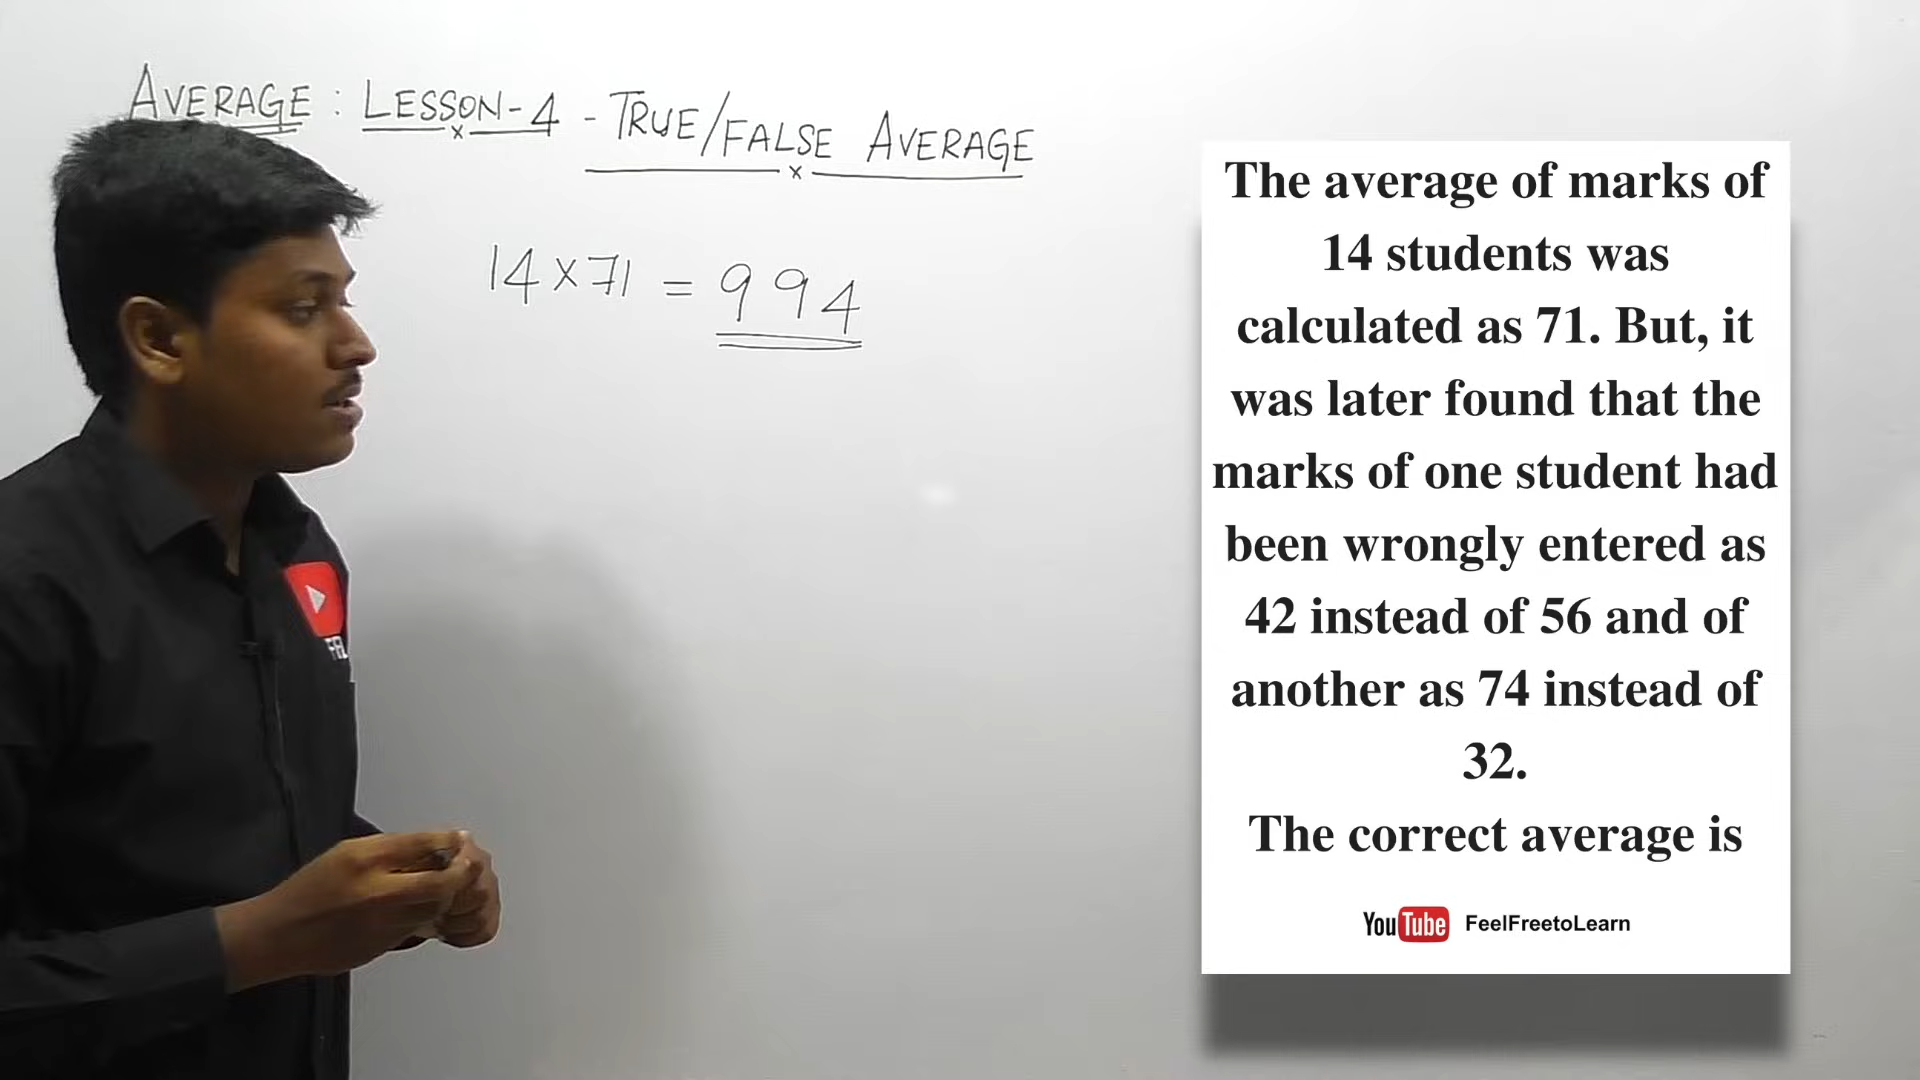 AVERAGE : LESSON-4 - TRUE/FALSE AVERAGE
14×71 = 994
The average of marks of
14 students was
calculated as 71. But, it
was later found that the
marks of one student had
been wrongly entered as
42 instead of 56 and of
another as 74 instead of
32.
The correct average is
YouTube FeelFreetoLearn